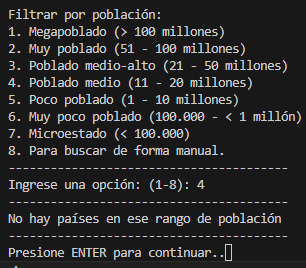 Filtrar por población:
1. Megapoblado (> 100 millones)
2. Muy poblado (51 - 100 millones)
3. Poblado medio-alto (21 - 50 millones)
4. Poblado medio (11 - 20 millones)
5. Poco poblado (1 - 10 millones)
6. Muy poco poblado (100.000 - < 1 millón)
7. Microestado (< 100.000)
8. Para buscar de forma manual.
----------------------------------------
Ingrese una opción: (1-8): 4
----------------------------------------
No hay países en ese rango de población
----------------------------------------
Presione ENTER para continuar..